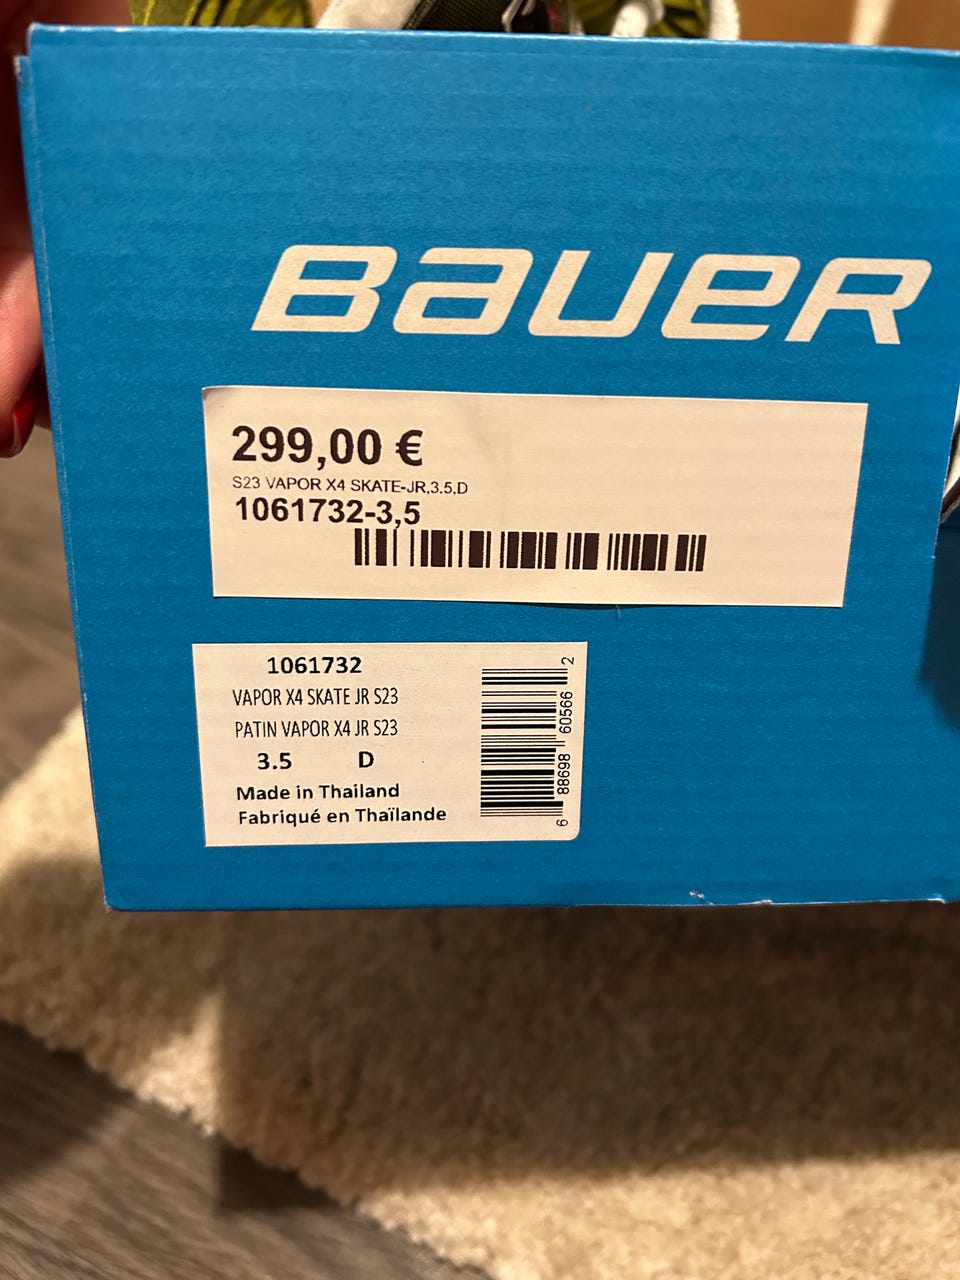 BAUER
299,00 €
S23 VAPOR X4 SKATE-JR,3.5,D
1061732-3,5
1061732
VAPOR X4 SKATE JR S23
PATIN VAPOR X4 JR S23
3.5 D
Made in Thailand
Fabriqué en Thaïlande
6 88698 60566 2